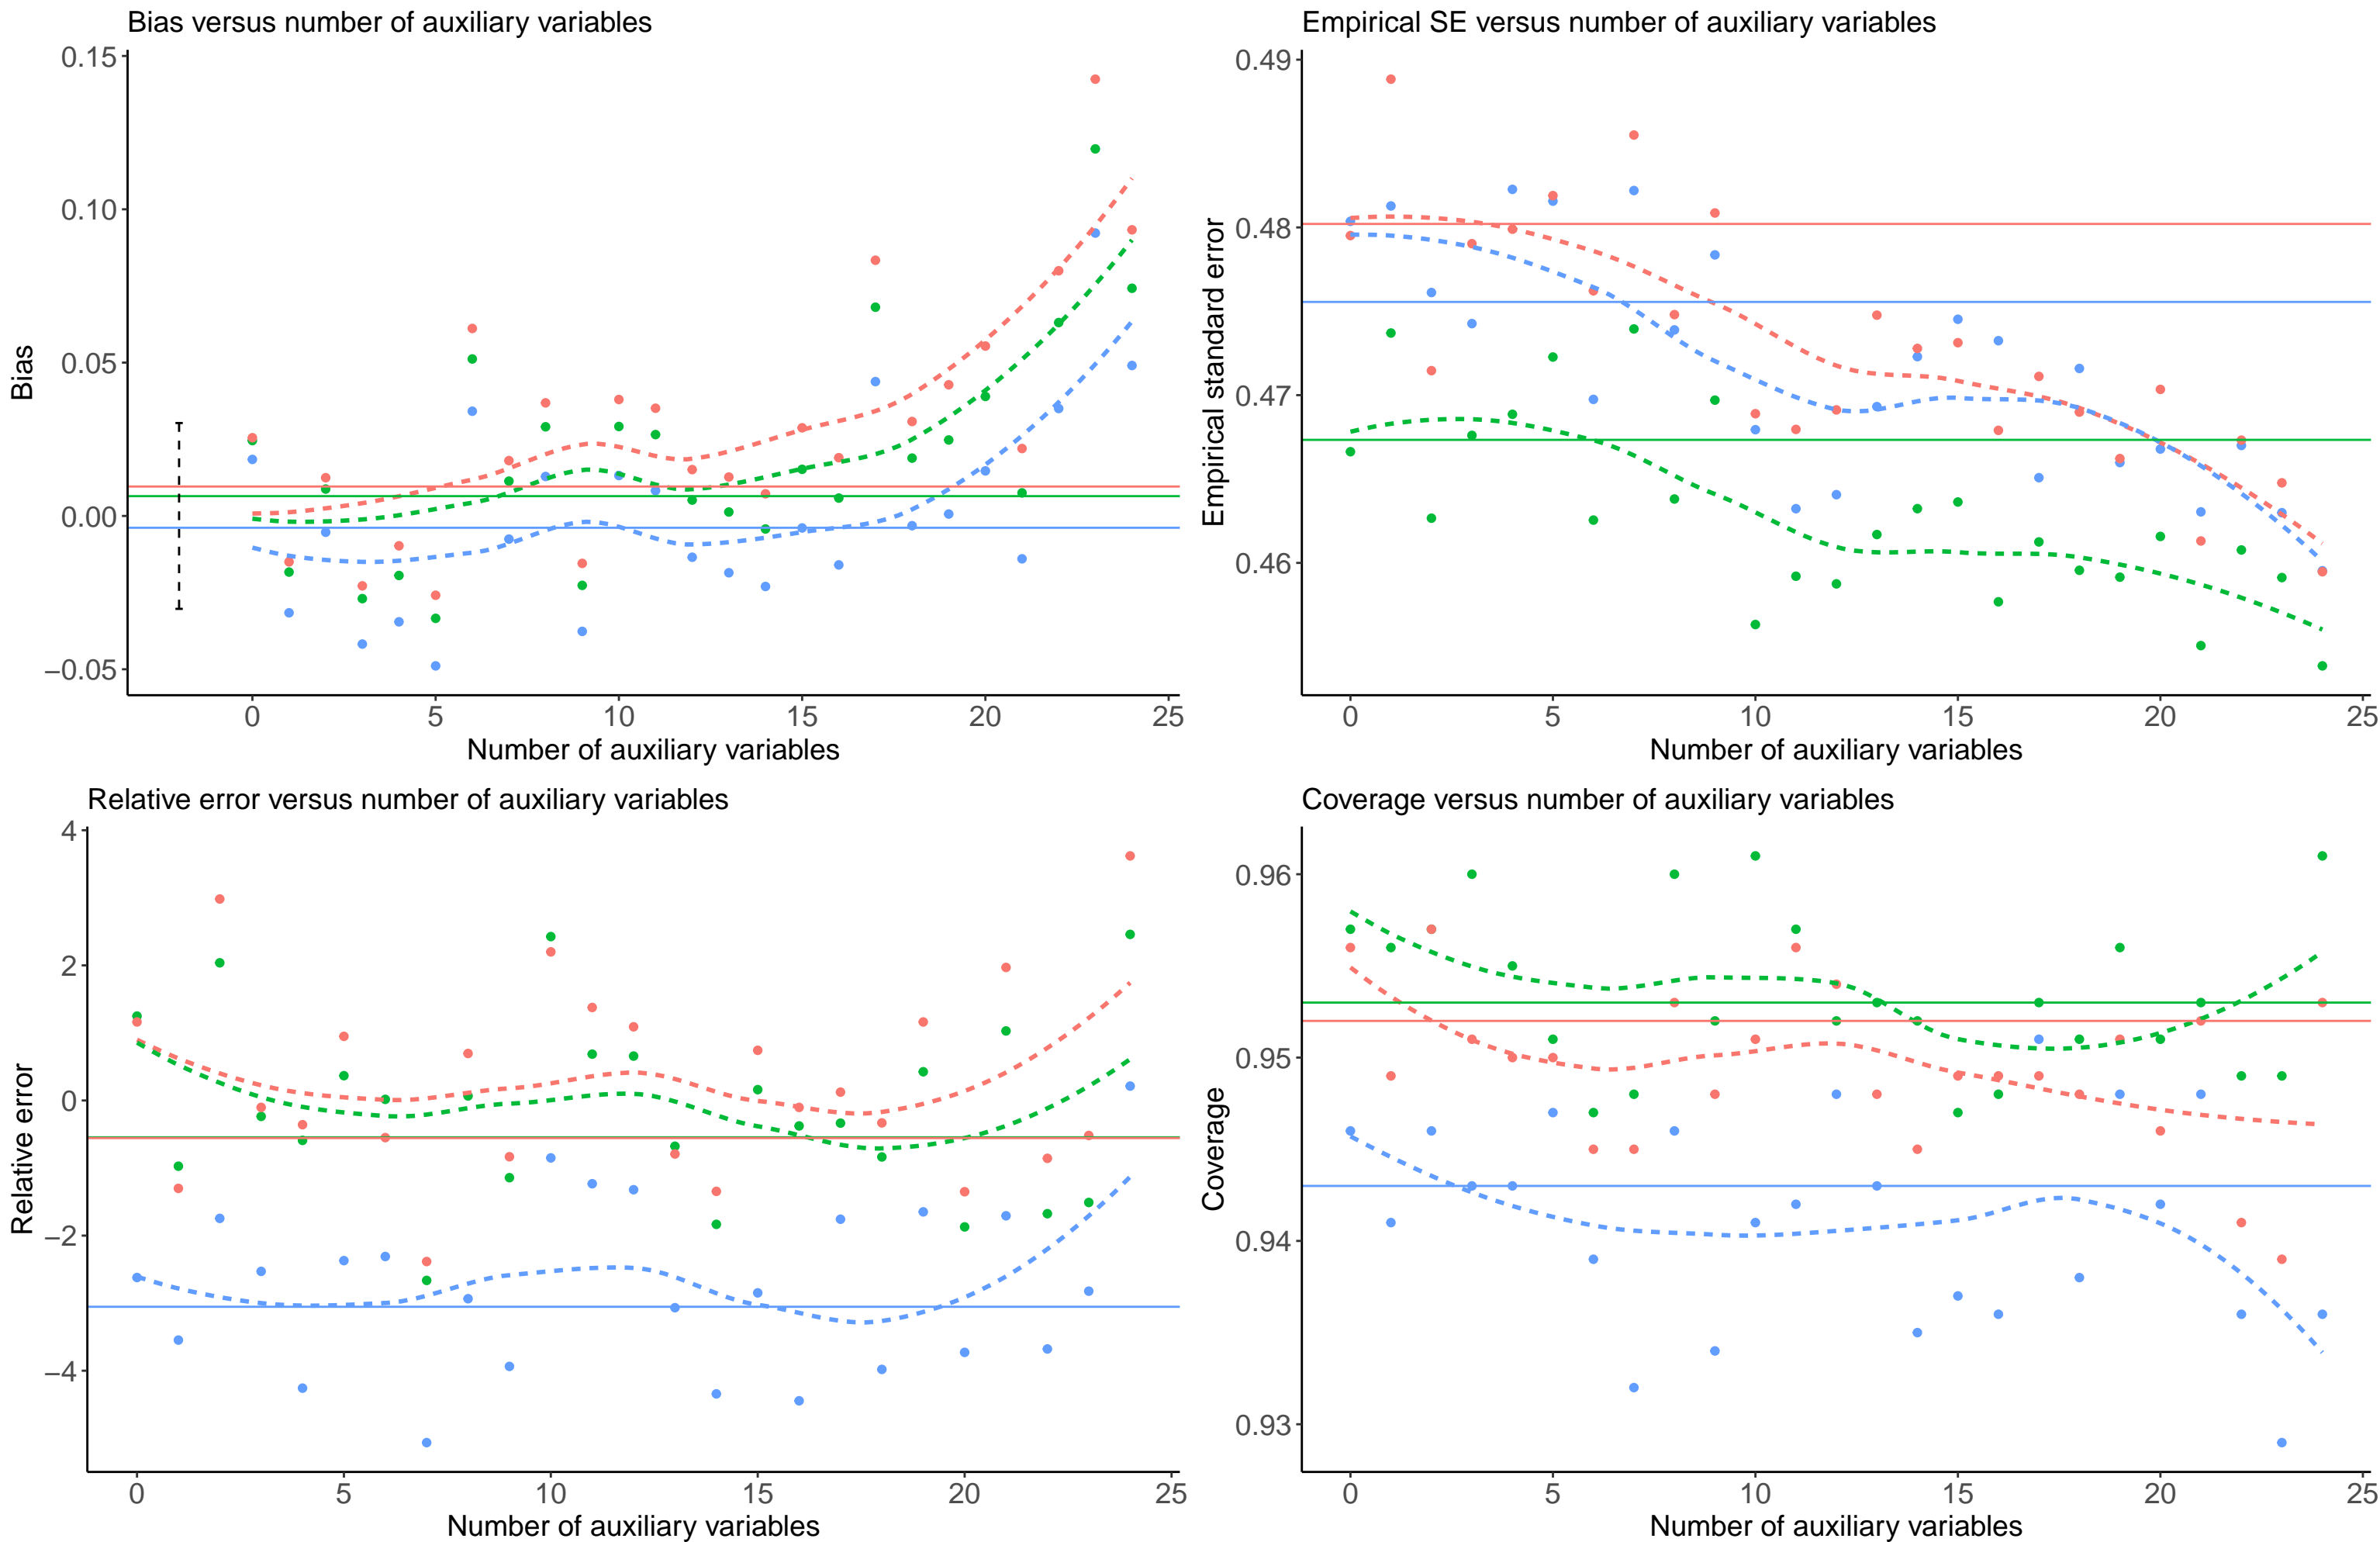 Bias versus number of auxiliary variables
0.15
0.10
0.05
0.00
−0.05
Bias
0 5 10 15 20 25
Number of auxiliary variables
Empirical SE versus number of auxiliary variables
0.49
0.48
0.47
0.46
Empirical standard error
0 5 10 15 20 25
Number of auxiliary variables
Relative error versus number of auxiliary variables
4
2
0
−2
−4
Relative error
0 5 10 15 20 25
Number of auxiliary variables
Coverage versus number of auxiliary variables
0.96
0.95
0.94
0.93
Coverage
0 5 10 15 20 25
Number of auxiliary variables